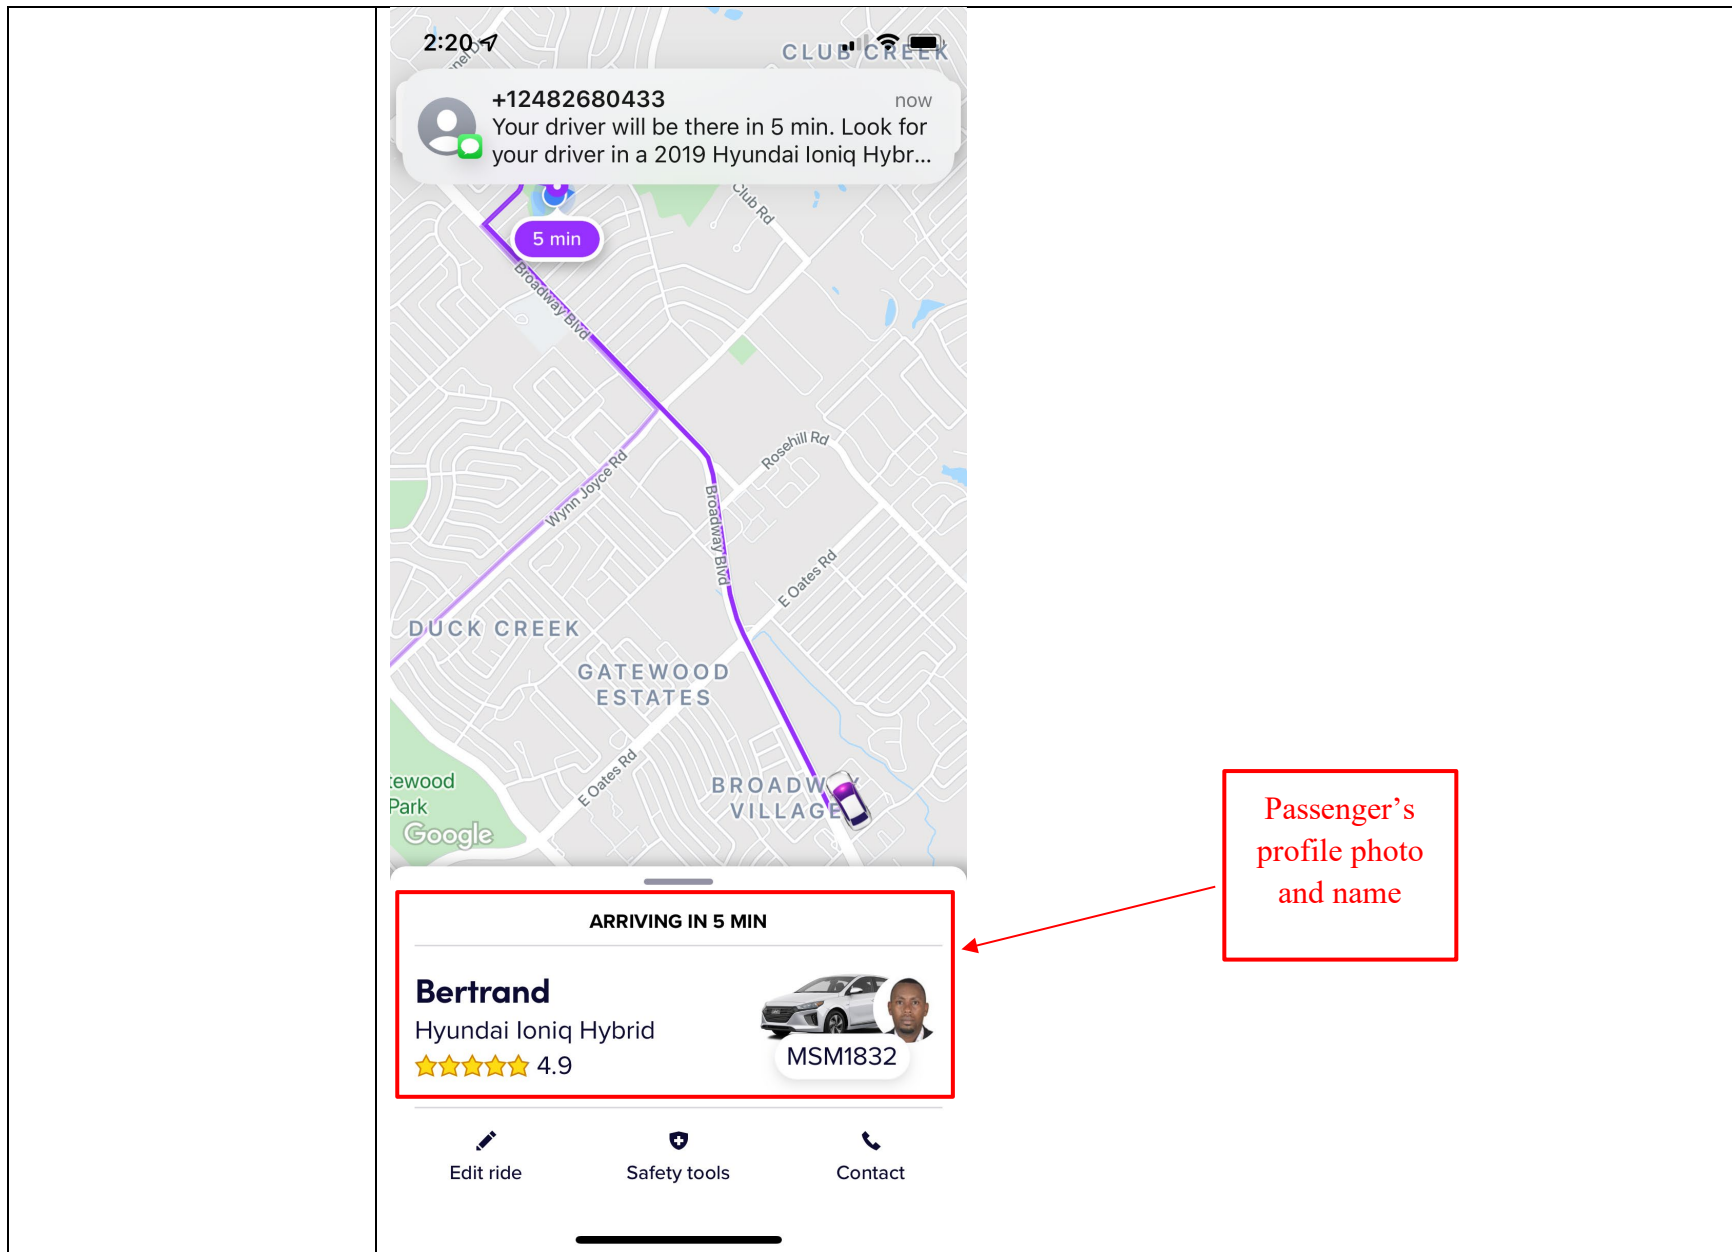 2:20
CLUB CREEK
+12482680433
now
Your driver will be there in 5 min. Look for
your driver in a 2019 Hyundai Ioniq Hybr...
Club Rd
5 min
Broadway Blvd
Rosehill Rd
Wynn Joyce Rd
Broadway Blvd
E Oates Rd
DUCK CREEK
GATEWOOD
ESTATES
E Oates Rd
BROADW
VILLAGE
ewood
Park
Google
Passenger’s
profile photo
and name
ARRIVING IN 5 MIN
Bertrand
Hyundai Ioniq Hybrid
4.9
MSM1832
Edit ride
Safety tools
Contact